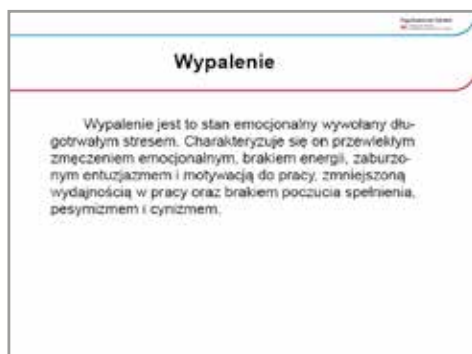 Wypalenie
Wypalenie jest to stan emocjonalny wywołany dłu-
gotrwałym stresem. Charakteryzuje się on przewlekłym
zmęczeniem emocjonalnym, brakiem energii, zaburzo-
nym entuzjazmem i motywacją do pracy, zmniejszoną
wydajnością w pracy oraz brakiem poczucia spełnienia,
pesymizmem i cynizmem.